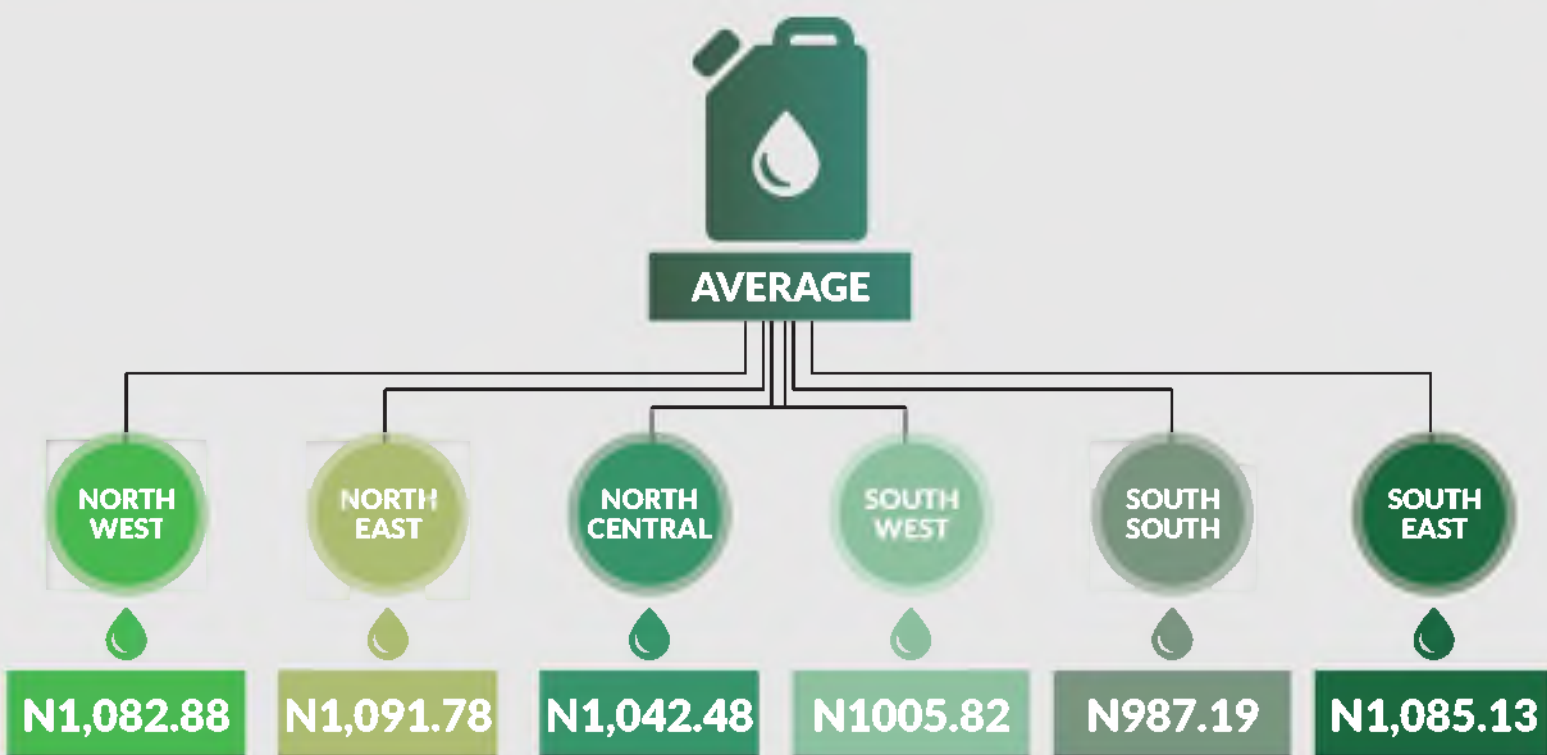 AVERAGE
NORTH
WEST
NORTH
EAST
NORTH
CENTRAL
SOUTH
WEST
SOUTH
SOUTH
SOUTH
EAST
N1,082.88
N1,091.78
N1,042.48
N1005.82
N987.19
N1,085.13